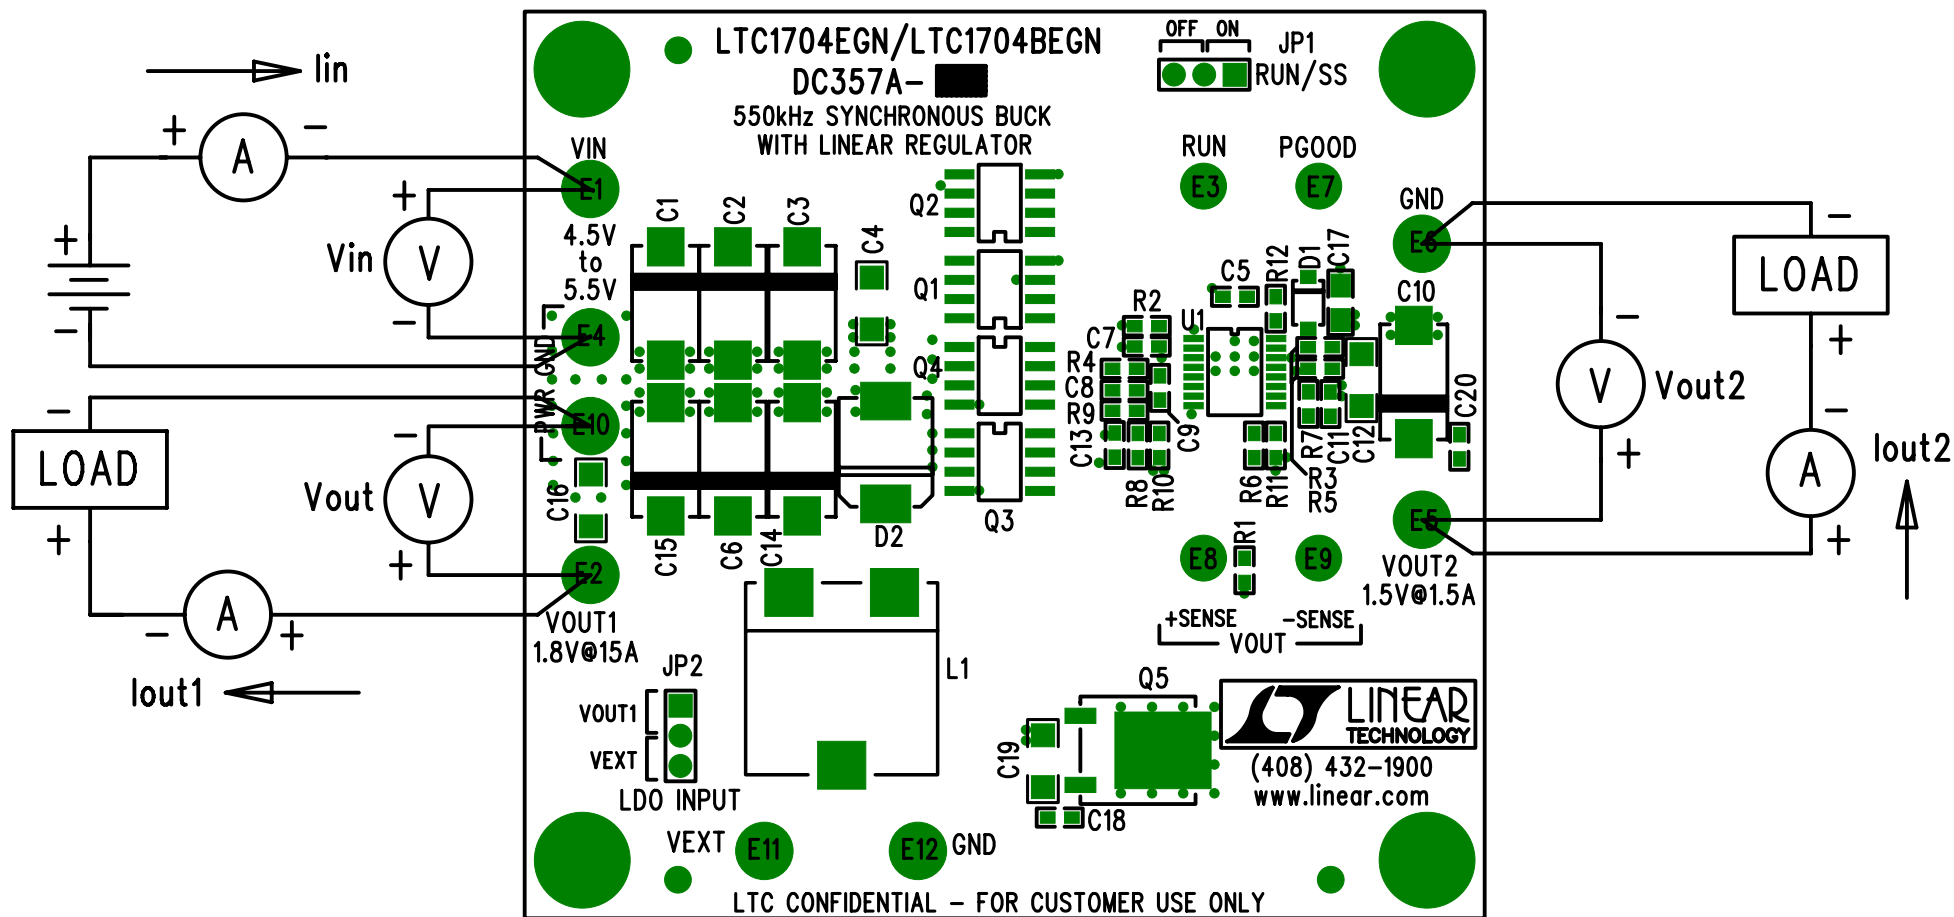 LTC1704EGN/LTC1704BEGN
DC357A-
550kHz SYNCHRONOUS BUCK
WITH LINEAR REGULATOR
OFF ON
JP1
RUN/SS
Iin
+ A -
VIN
E1
4.5V
to
5.5V
+
Vin
V
-
+
-
E4
PWR GND
E10
-
LOAD
+
-
Vout
V
+
C16
E2
VOUT1
1.8V@15A
- A +
Iout1
C1
C2
C3
C4
C15
C6
C14
D2
Q2
Q1
Q4
Q3
RUN
E3
PGOOD
E7
GND
E6
C5
R12
D1
C17
C10
R2
U1
C7
R4
C8
R9
C13
C9
R8
R10
R6
R11
R3
R5
R7
C11
C12
C20
E5
VOUT2
1.5V@1.5A
R1
E8
E9
+SENSE
-SENSE
VOUT
-
LOAD
+
-
V
Vout2
+
-
A
+
Iout2
JP2
VOUT1
VEXT
LDO INPUT
L1
Q5
C19
C18
LINEAR
TECHNOLOGY
(408) 432-1900
www.linear.com
VEXT
E11
E12
GND
LTC CONFIDENTIAL - FOR CUSTOMER USE ONLY